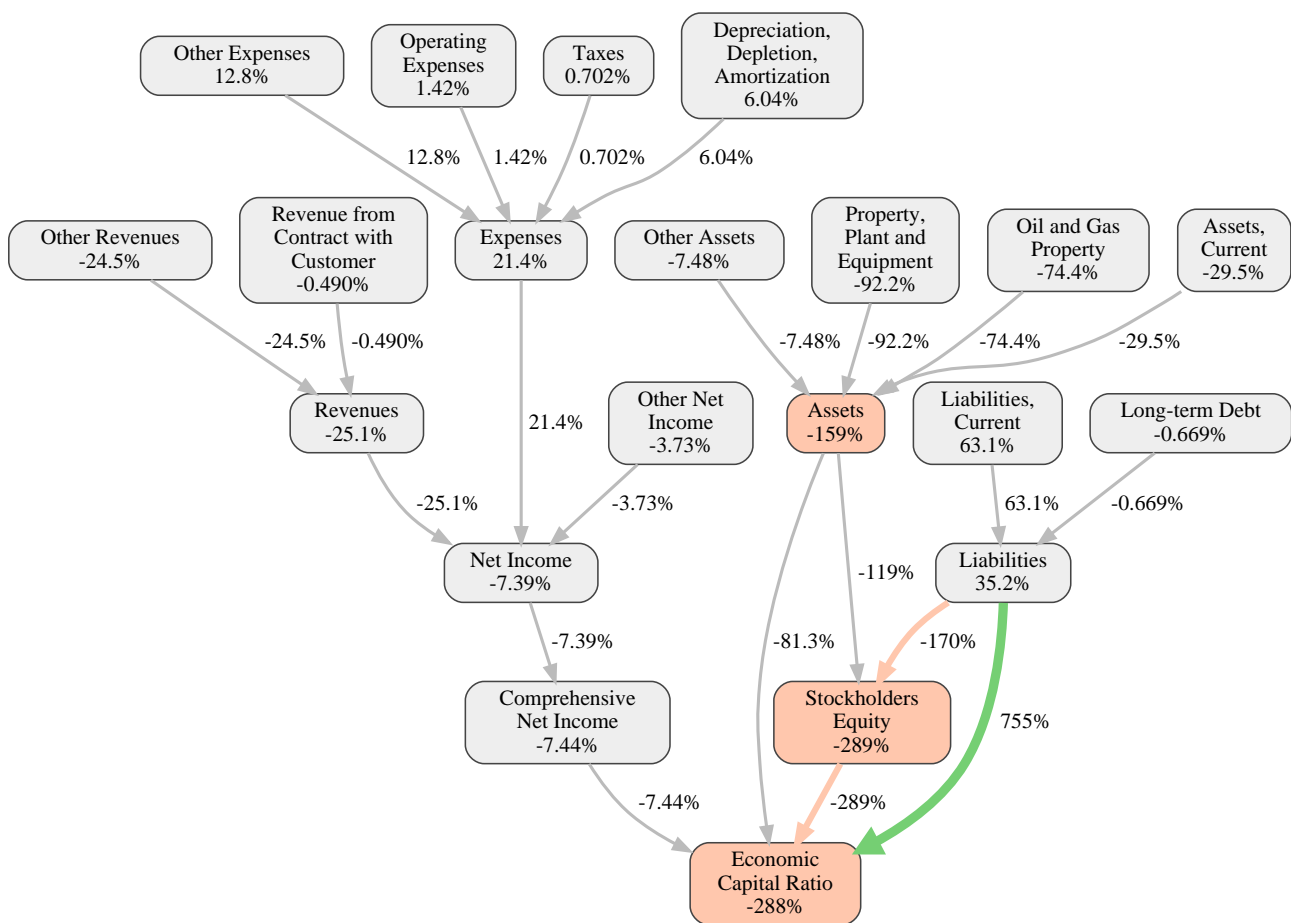 Other Expenses
12.8%
Operating
Expenses
1.42%
Taxes
0.702%
Depreciation,
Depletion,
Amortization
6.04%
12.8%
1.42%
0.702%
6.04%
Other Revenues
-24.5%
Revenue from
Contract with
Customer
-0.490%
Expenses
21.4%
Other Assets
-7.48%
Property,
Plant and
Equipment
-92.2%
Oil and Gas
Property
-74.4%
Assets,
Current
-29.5%
-24.5%
-0.490%
-7.48%
-92.2%
-74.4%
-29.5%
Revenues
-25.1%
21.4%
Other Net
Income
-3.73%
Assets
-159%
Liabilities,
Current
63.1%
Long-term Debt
-0.669%
-25.1%
-3.73%
63.1%
-0.669%
Net Income
-7.39%
-119%
Liabilities
35.2%
-7.39%
-81.3%
-170%
Comprehensive
Net Income
-7.44%
Stockholders
Equity
-289%
755%
-7.44%
-289%
Economic
Capital Ratio
-288%